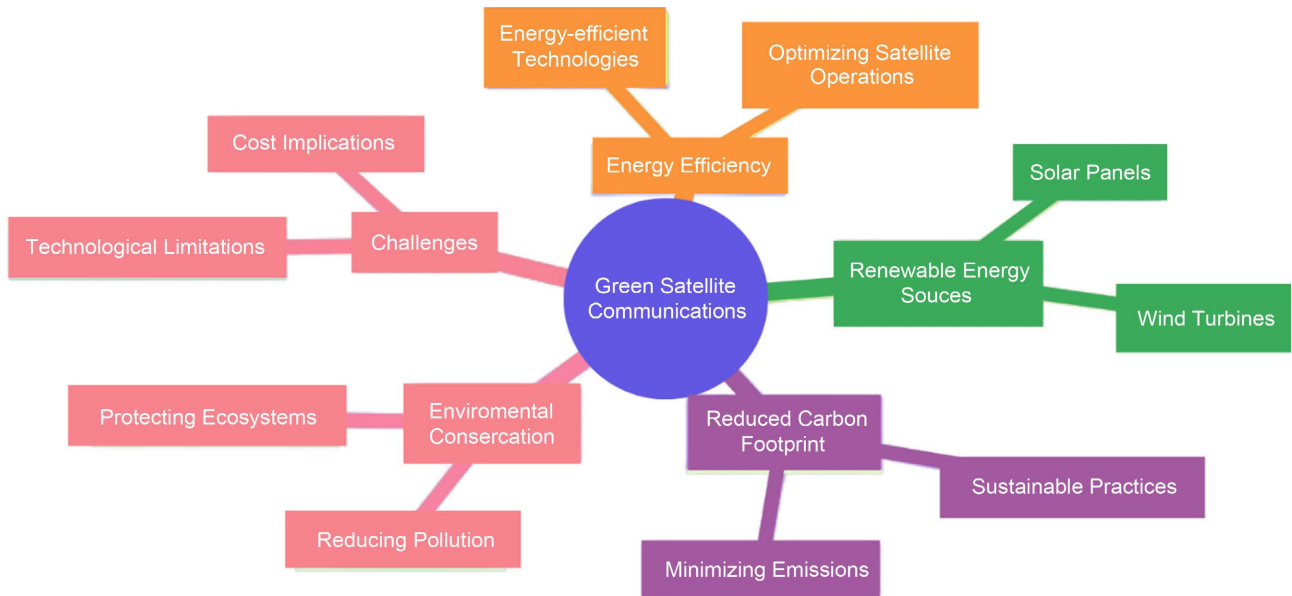 Energy-efficient
Technologies
Optimizing Satellite
Operations
Cost Implications
Energy Efficiency
Solar Panels
Technological Limitations
Challenges
Green Satellite
Communications
Renewable Energy
Souces
Wind Turbines
Protecting Ecosystems
Enviromental
Consercation
Reduced Carbon
Footprint
Sustainable Practices
Reducing Pollution
Minimizing Emissions